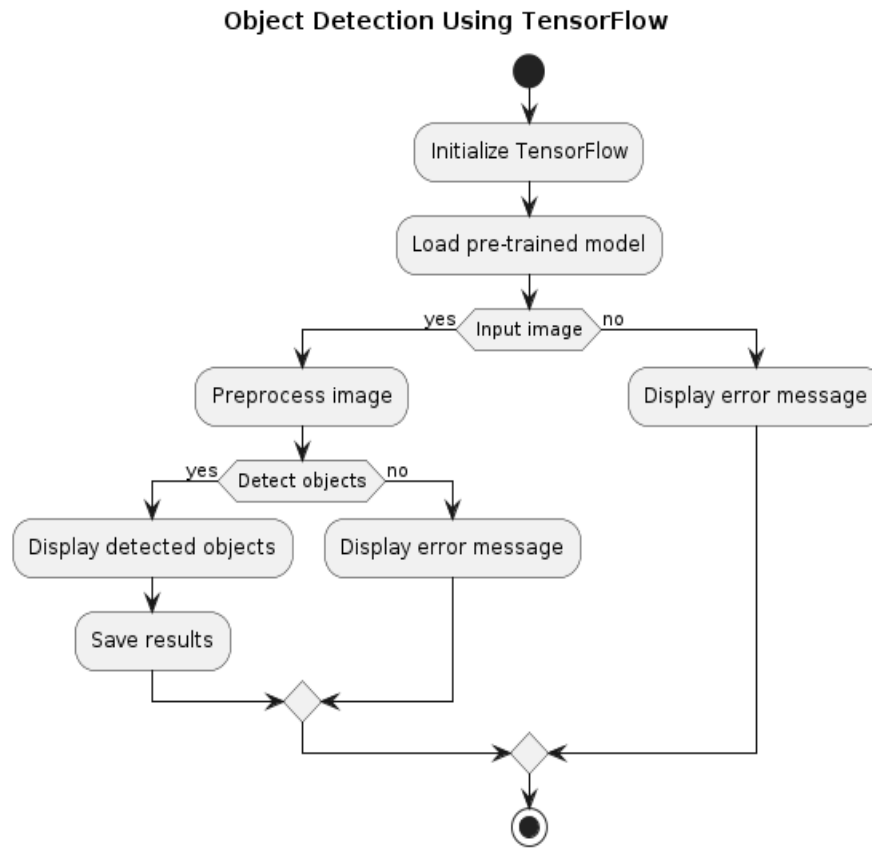 Object Detection Using TensorFlow
Initialize TensorFlow
Load pre-trained model
yes
Input image
no
Preprocess image
Display error message
yes
Detect objects
no
Display detected objects
Display error message
Save results